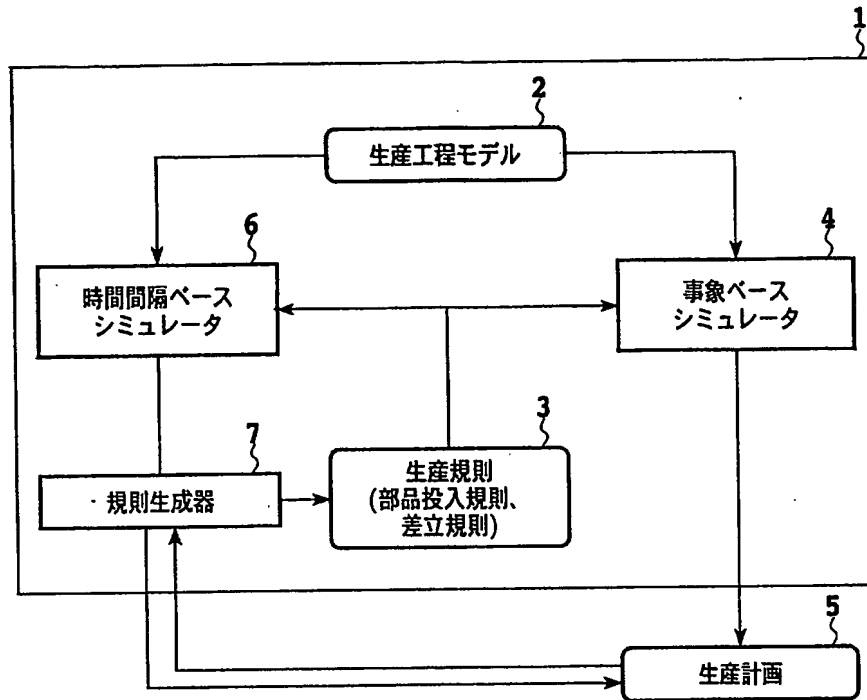 1
2
生産工程モデル
6
時間間隔ベース
シミュレータ
4
事象ベース
シミュレータ
3
生産規則
(部品投入規則、
差立規則)
7
規則生成器
5
生産計画